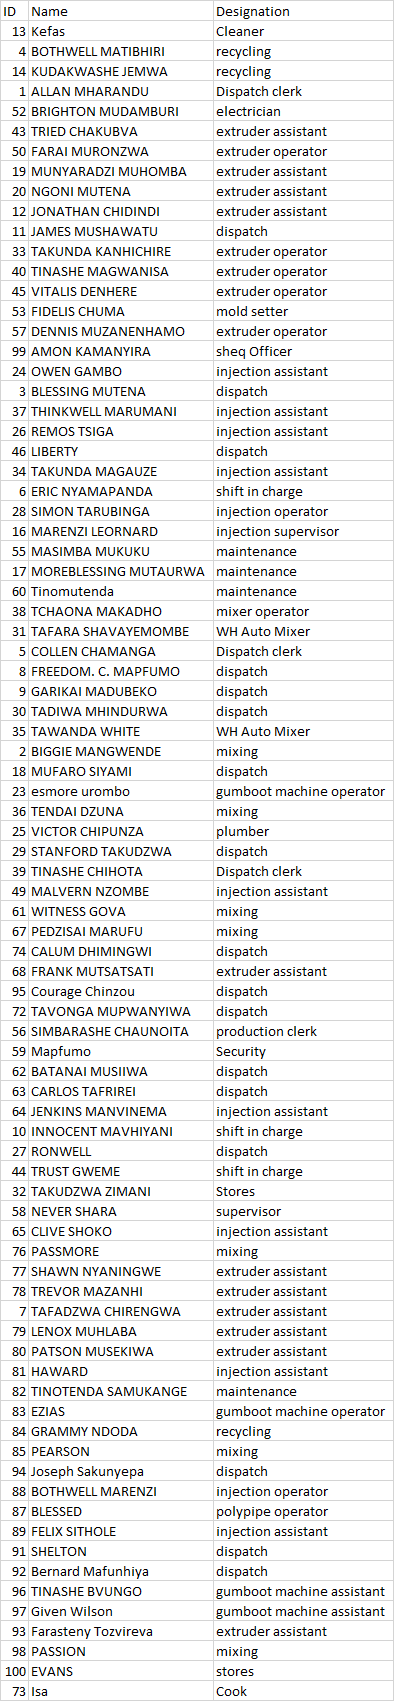 ID Name Designation
13 Kefas Cleaner
4 BOTHWELL MATIBHIRI recycling
14 KUDAKWASHE JEMWA recycling
1 ALLAN MHARANDU Dispatch clerk
52 BRIGHTON MUDAMBURI electrician
43 TRIED CHAKUBVA extruder assistant
50 FARAI MURONZWA extruder operator
19 MUNYARADZI MUHOMBA extruder assistant
20 NGONI MUTENA extruder assistant
12 JONATHAN CHIDINDI extruder assistant
11 JAMES MUSHAWATU dispatch
33 TAKUNDA KANHICHIRE extruder operator
40 TINASHE MAGWANISA extruder operator
45 VITALIS DENHERE extruder operator
53 FIDELIS CHUMA mold setter
57 DENNIS MUZANENHAMO extruder operator
99 AMON KAMANYIRA sheq Officer
24 OWEN GAMBO injection assistant
3 BLESSING MUTENA dispatch
37 THINKWELL MARUMANI injection assistant
26 REMOS TSIGA injection assistant
46 LIBERTY dispatch
34 TAKUNDA MAGAUZE injection assistant
6 ERIC NYAMAPANDA shift in charge
28 SIMON TARUBINGA injection operator
16 MARENZI LEORNARD injection supervisor
55 MASIMBA MUKUKU maintenance
17 MOREBLESSING MUTAURWA maintenance
60 Tinomutenda maintenance
38 TCHAONA MAKADHO mixer operator
31 TAFARA SHAVAYEMOMBE WH Auto Mixer
5 COLLEN CHAMANGA Dispatch clerk
8 FREEDOM. C. MAPFUMO dispatch
9 GARIKAI MADUBEKO dispatch
30 TADIWA MHINDURWA dispatch
35 TAWANDA WHITE WH Auto Mixer
2 BIGGIE MANGWENDE mixing
18 MUFARO SIYAMI dispatch
23 esmore urombo gumboot machine operator
36 TENDAI DZUNA mixing
25 VICTOR CHIPUNZA plumber
29 STANFORD TAKUDZWA dispatch
39 TINASHE CHIHOTA Dispatch clerk
49 MALVERN NZOMBE injection assistant
61 WITNESS GOVA mixing
67 PEDZISAI MARUFU mixing
74 CALUM DHIMINGWI dispatch
68 FRANK MUTSATSATI extruder assistant
95 Courage Chinzou dispatch
72 TAVONGA MUPWANYIWA dispatch
56 SIMBARASHE CHAUNOITA production clerk
59 Mapfumo Security
62 BATANAI MUSIIWA dispatch
63 CARLOS TAFRIREI dispatch
64 JENKINS MANVINEMA injection assistant
10 INNOCENT MAVHIYANI shift in charge
27 RONWELL dispatch
44 TRUST GWEME shift in charge
32 TAKUDZWA ZIMANI Stores
58 NEVER SHARA supervisor
65 CLIVE SHOKO injection assistant
76 PASSMORE mixing
77 SHAWN NYANINGWE extruder assistant
78 TREVOR MAZANHI extruder assistant
7 TAFADZWA CHIRENGWA extruder assistant
79 LENOX MUHLABA extruder assistant
80 PATSON MUSEKIWA extruder assistant
81 HAWARD injection assistant
82 TINOTENDA SAMUKANGE maintenance
83 EZIAS gumboot machine operator
84 GRAMMY NDODA recycling
85 PEARSON mixing
94 Joseph Sakunyepa dispatch
88 BOTHWELL MARENZI injection operator
87 BLESSED polypipe operator
89 FELIX SITHOLE injection assistant
91 SHELTON dispatch
92 Bernard Mafunhiya dispatch
96 TINASHE BVUNGO gumboot machine assistant
97 Given Wilson gumboot machine assistant
93 Farasteny Tozvireva extruder assistant
98 PASSION mixing
100 EVANS stores
73 Isa Cook